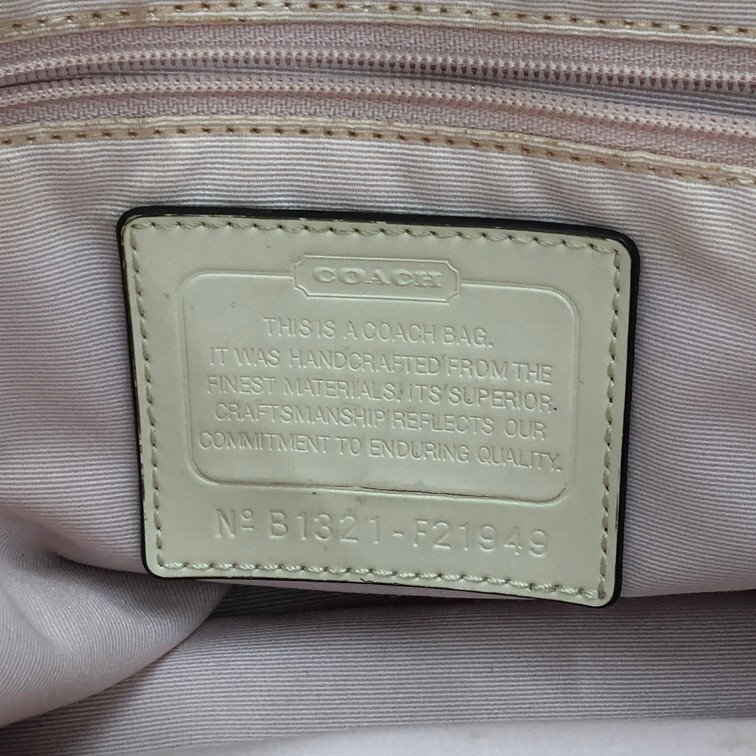 COACH
THIS IS A COACH BAG.
IT WAS HANDCRAFTED FROM THE
FINEST MATERIALS. ITS SUPERIOR
CRAFTSMANSHIP REFLECTS OUR
COMMITMENT TO ENDURING QUALITY.
Nº B1321-F21949